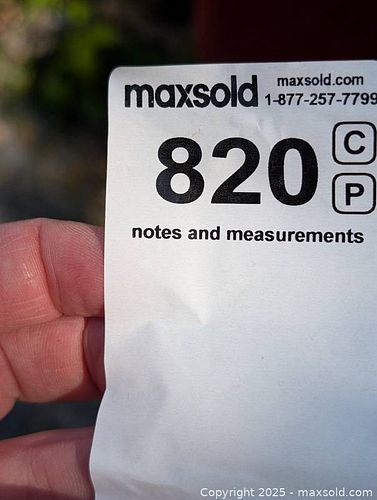 maxsold
maxsold.com
1-877-257-7799
820
C
P
notes and measurements
Copyright © 2025 - maxsold.com